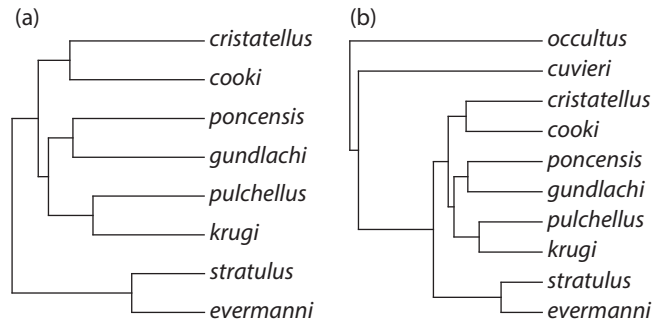 (a)
cristatellus
cooki
poncensis
gundlachi
pulchellus
krugi
stratulus
evermanni
(b)
occultus
cuvieri
cristatellus
cooki
poncensis
gundlachi
pulchellus
krugi
stratulus
evermanni